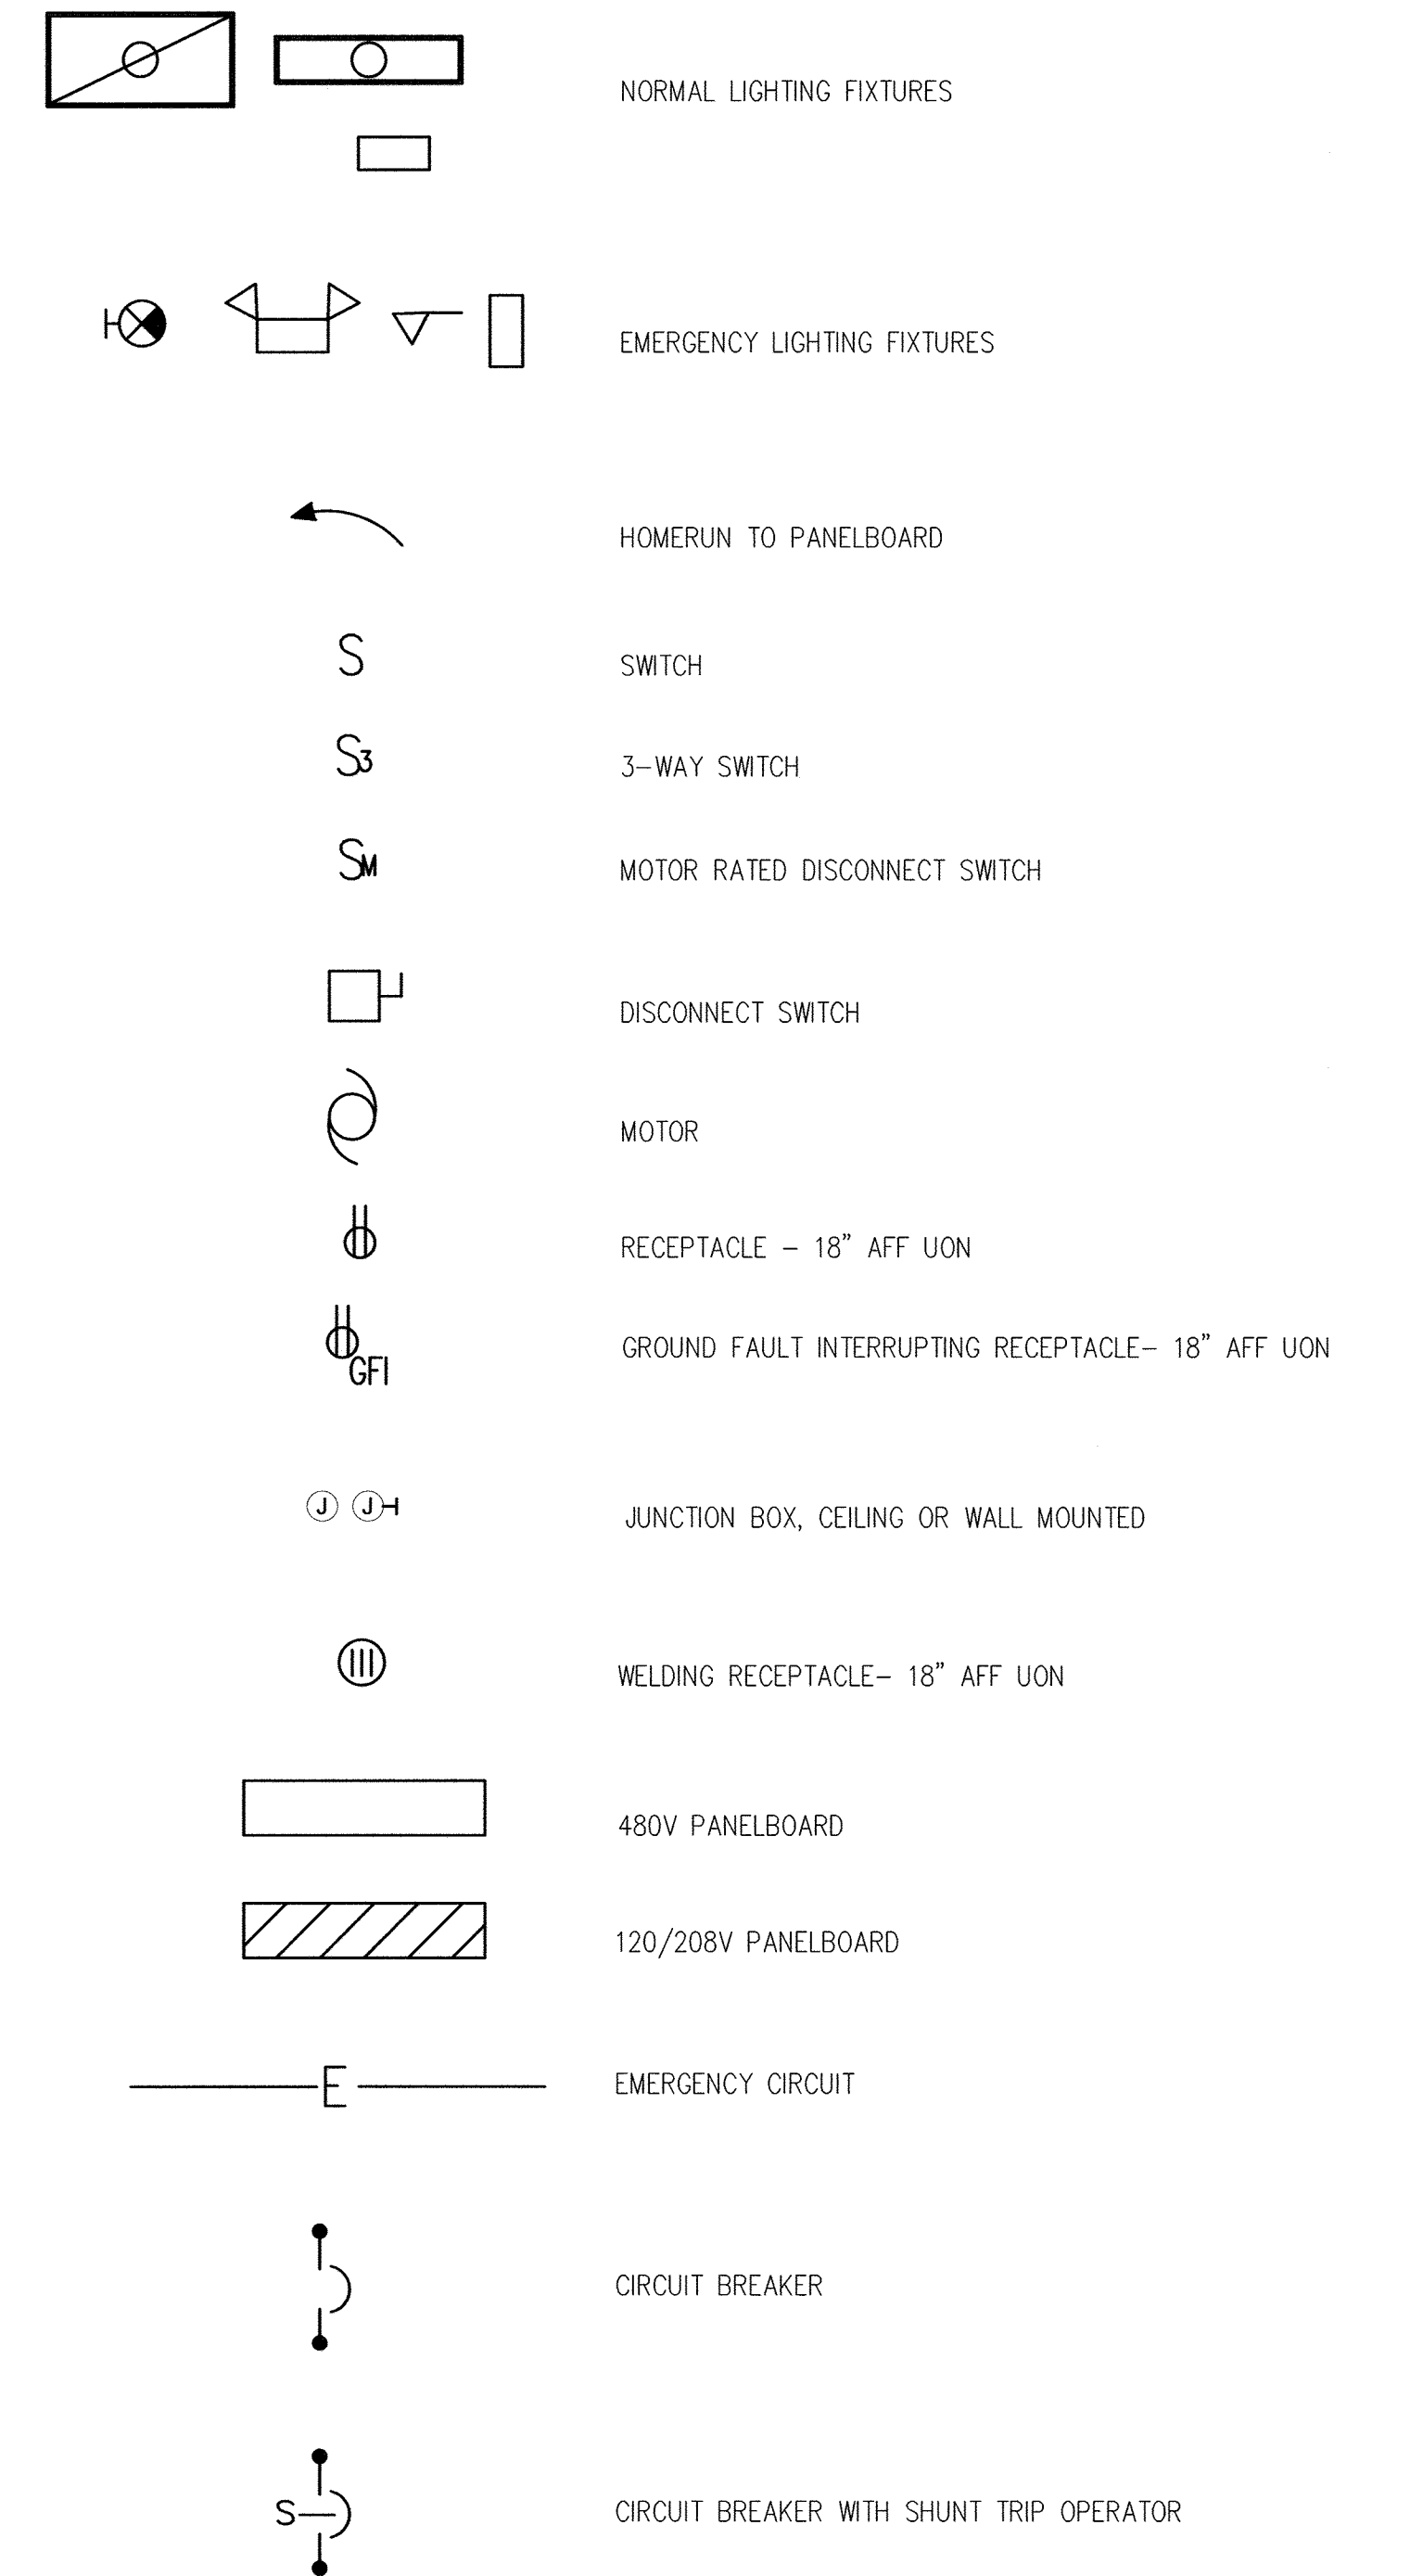 NORMAL LIGHTING FIXTURES
EMERGENCY LIGHTING FIXTURES
HOMERUN TO PANELBOARD
S SWITCH
S3 3-WAY SWITCH
SM MOTOR RATED DISCONNECT SWITCH
DISCONNECT SWITCH
MOTOR
RECEPTACLE - 18" AFF UON
GROUND FAULT INTERRUPTING RECEPTACLE- 18" AFF UON
GFI
J J JUNCTION BOX, CEILING OR WALL MOUNTED
WELDING RECEPTACLE- 18" AFF UON
480V PANELBOARD
120/208V PANELBOARD
E EMERGENCY CIRCUIT
CIRCUIT BREAKER
S CIRCUIT BREAKER WITH SHUNT TRIP OPERATOR